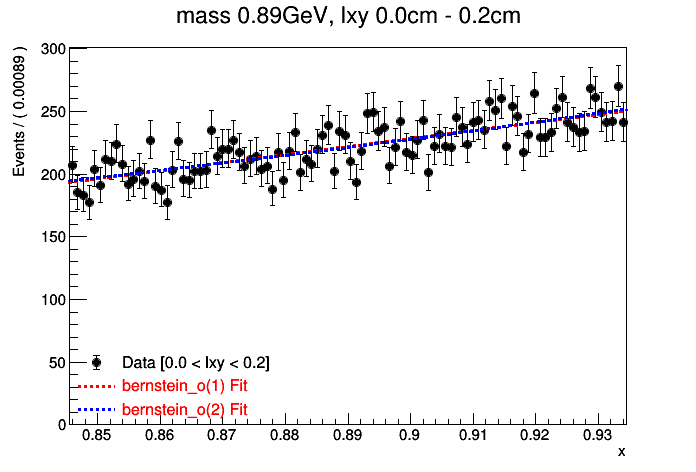 mass 0.89GeV, lxy 0.0cm - 0.2cm
Events / ( 0.00089 )
300
250
200
150
100
50
0
Data [0.0 < lxy < 0.2]
bernstein_o(1) Fit
bernstein_o(2) Fit
0.85 0.86 0.87 0.88 0.89 0.9 0.91 0.92 0.93
x